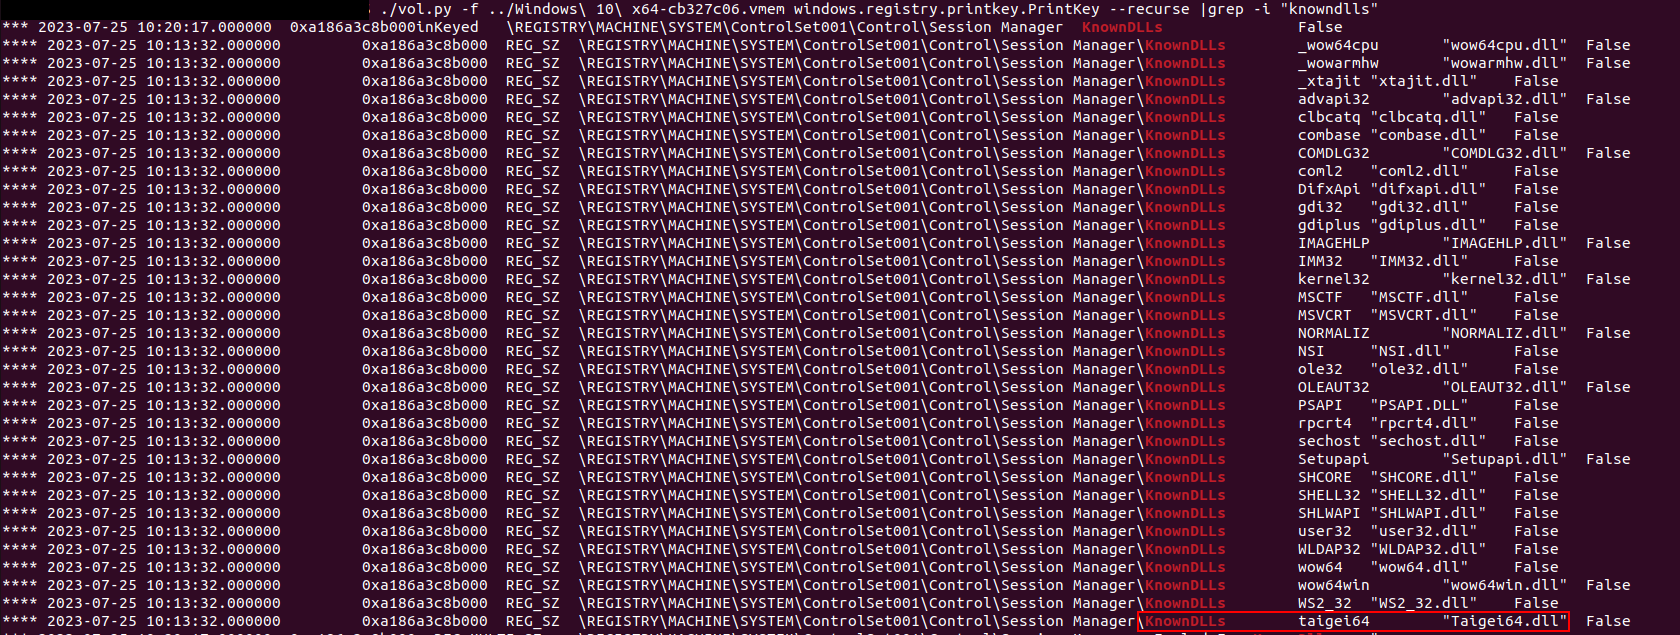 ./vol.py -f ../Windows\ 10\ x64-cb327c06.vmem windows.registry.printkey.PrintKey --recurse |grep -i "knowndlls"
*** 2023-07-25 10:20:17.000000 0xa186a3c8b000inKeyed \REGISTRY\MACHINE\SYSTEM\ControlSet001\Control\Session Manager KnownDLLs False
**** 2023-07-25 10:13:32.000000 0xa186a3c8b000 REG_SZ \REGISTRY\MACHINE\SYSTEM\ControlSet001\Control\Session Manager\KnownDLLs _wow64cpu "wow64cpu.dll" False
**** 2023-07-25 10:13:32.000000 0xa186a3c8b000 REG_SZ \REGISTRY\MACHINE\SYSTEM\ControlSet001\Control\Session Manager\KnownDLLs _wowarmhw "wowarmhw.dll" False
**** 2023-07-25 10:13:32.000000 0xa186a3c8b000 REG_SZ \REGISTRY\MACHINE\SYSTEM\ControlSet001\Control\Session Manager\KnownDLLs _xtajit "xtajit.dll" False
**** 2023-07-25 10:13:32.000000 0xa186a3c8b000 REG_SZ \REGISTRY\MACHINE\SYSTEM\ControlSet001\Control\Session Manager\KnownDLLs advapi32 "advapi32.dll" False
**** 2023-07-25 10:13:32.000000 0xa186a3c8b000 REG_SZ \REGISTRY\MACHINE\SYSTEM\ControlSet001\Control\Session Manager\KnownDLLs clbcatq "clbcatq.dll" False
**** 2023-07-25 10:13:32.000000 0xa186a3c8b000 REG_SZ \REGISTRY\MACHINE\SYSTEM\ControlSet001\Control\Session Manager\KnownDLLs combase "combase.dll" False
**** 2023-07-25 10:13:32.000000 0xa186a3c8b000 REG_SZ \REGISTRY\MACHINE\SYSTEM\ControlSet001\Control\Session Manager\KnownDLLs COMDLG32 "COMDLG32.dll" False
**** 2023-07-25 10:13:32.000000 0xa186a3c8b000 REG_SZ \REGISTRY\MACHINE\SYSTEM\ControlSet001\Control\Session Manager\KnownDLLs coml2 "coml2.dll" False
**** 2023-07-25 10:13:32.000000 0xa186a3c8b000 REG_SZ \REGISTRY\MACHINE\SYSTEM\ControlSet001\Control\Session Manager\KnownDLLs DifxApi "difxapi.dll" False
**** 2023-07-25 10:13:32.000000 0xa186a3c8b000 REG_SZ \REGISTRY\MACHINE\SYSTEM\ControlSet001\Control\Session Manager\KnownDLLs gdi32 "gdi32.dll" False
**** 2023-07-25 10:13:32.000000 0xa186a3c8b000 REG_SZ \REGISTRY\MACHINE\SYSTEM\ControlSet001\Control\Session Manager\KnownDLLs gdiplus "gdiplus.dll" False
**** 2023-07-25 10:13:32.000000 0xa186a3c8b000 REG_SZ \REGISTRY\MACHINE\SYSTEM\ControlSet001\Control\Session Manager\KnownDLLs IMAGEHLP "IMAGEHLP.dll" False
**** 2023-07-25 10:13:32.000000 0xa186a3c8b000 REG_SZ \REGISTRY\MACHINE\SYSTEM\ControlSet001\Control\Session Manager\KnownDLLs IMM32 "IMM32.dll" False
**** 2023-07-25 10:13:32.000000 0xa186a3c8b000 REG_SZ \REGISTRY\MACHINE\SYSTEM\ControlSet001\Control\Session Manager\KnownDLLs kernel32 "kernel32.dll" False
**** 2023-07-25 10:13:32.000000 0xa186a3c8b000 REG_SZ \REGISTRY\MACHINE\SYSTEM\ControlSet001\Control\Session Manager\KnownDLLs MSCTF "MSCTF.dll" False
**** 2023-07-25 10:13:32.000000 0xa186a3c8b000 REG_SZ \REGISTRY\MACHINE\SYSTEM\ControlSet001\Control\Session Manager\KnownDLLs MSVCRT "MSVCRT.dll" False
**** 2023-07-25 10:13:32.000000 0xa186a3c8b000 REG_SZ \REGISTRY\MACHINE\SYSTEM\ControlSet001\Control\Session Manager\KnownDLLs NORMALIZ "NORMALIZ.dll" False
**** 2023-07-25 10:13:32.000000 0xa186a3c8b000 REG_SZ \REGISTRY\MACHINE\SYSTEM\ControlSet001\Control\Session Manager\KnownDLLs NSI "NSI.dll" False
**** 2023-07-25 10:13:32.000000 0xa186a3c8b000 REG_SZ \REGISTRY\MACHINE\SYSTEM\ControlSet001\Control\Session Manager\KnownDLLs ole32 "ole32.dll" False
**** 2023-07-25 10:13:32.000000 0xa186a3c8b000 REG_SZ \REGISTRY\MACHINE\SYSTEM\ControlSet001\Control\Session Manager\KnownDLLs OLEAUT32 "OLEAUT32.dll" False
**** 2023-07-25 10:13:32.000000 0xa186a3c8b000 REG_SZ \REGISTRY\MACHINE\SYSTEM\ControlSet001\Control\Session Manager\KnownDLLs PSAPI "PSAPI.DLL" False
**** 2023-07-25 10:13:32.000000 0xa186a3c8b000 REG_SZ \REGISTRY\MACHINE\SYSTEM\ControlSet001\Control\Session Manager\KnownDLLs rpcrt4 "rpcrt4.dll" False
**** 2023-07-25 10:13:32.000000 0xa186a3c8b000 REG_SZ \REGISTRY\MACHINE\SYSTEM\ControlSet001\Control\Session Manager\KnownDLLs sechost "sechost.dll" False
**** 2023-07-25 10:13:32.000000 0xa186a3c8b000 REG_SZ \REGISTRY\MACHINE\SYSTEM\ControlSet001\Control\Session Manager\KnownDLLs Setupapi "Setupapi.dll" False
**** 2023-07-25 10:13:32.000000 0xa186a3c8b000 REG_SZ \REGISTRY\MACHINE\SYSTEM\ControlSet001\Control\Session Manager\KnownDLLs SHCORE "SHCORE.dll" False
**** 2023-07-25 10:13:32.000000 0xa186a3c8b000 REG_SZ \REGISTRY\MACHINE\SYSTEM\ControlSet001\Control\Session Manager\KnownDLLs SHELL32 "SHELL32.dll" False
**** 2023-07-25 10:13:32.000000 0xa186a3c8b000 REG_SZ \REGISTRY\MACHINE\SYSTEM\ControlSet001\Control\Session Manager\KnownDLLs SHLWAPI "SHLWAPI.dll" False
**** 2023-07-25 10:13:32.000000 0xa186a3c8b000 REG_SZ \REGISTRY\MACHINE\SYSTEM\ControlSet001\Control\Session Manager\KnownDLLs user32 "user32.dll" False
**** 2023-07-25 10:13:32.000000 0xa186a3c8b000 REG_SZ \REGISTRY\MACHINE\SYSTEM\ControlSet001\Control\Session Manager\KnownDLLs WLDAP32 "WLDAP32.dll" False
**** 2023-07-25 10:13:32.000000 0xa186a3c8b000 REG_SZ \REGISTRY\MACHINE\SYSTEM\ControlSet001\Control\Session Manager\KnownDLLs wow64 "wow64.dll" False
**** 2023-07-25 10:13:32.000000 0xa186a3c8b000 REG_SZ \REGISTRY\MACHINE\SYSTEM\ControlSet001\Control\Session Manager\KnownDLLs wow64win "wow64win.dll" False
**** 2023-07-25 10:13:32.000000 0xa186a3c8b000 REG_SZ \REGISTRY\MACHINE\SYSTEM\ControlSet001\Control\Session Manager\KnownDLLs WS2_32 "WS2_32.dll" False
**** 2023-07-25 10:13:32.000000 0xa186a3c8b000 REG_SZ \REGISTRY\MACHINE\SYSTEM\ControlSet001\Control\Session Manager\KnownDLLs taigei64 "Taigei64.dll" False